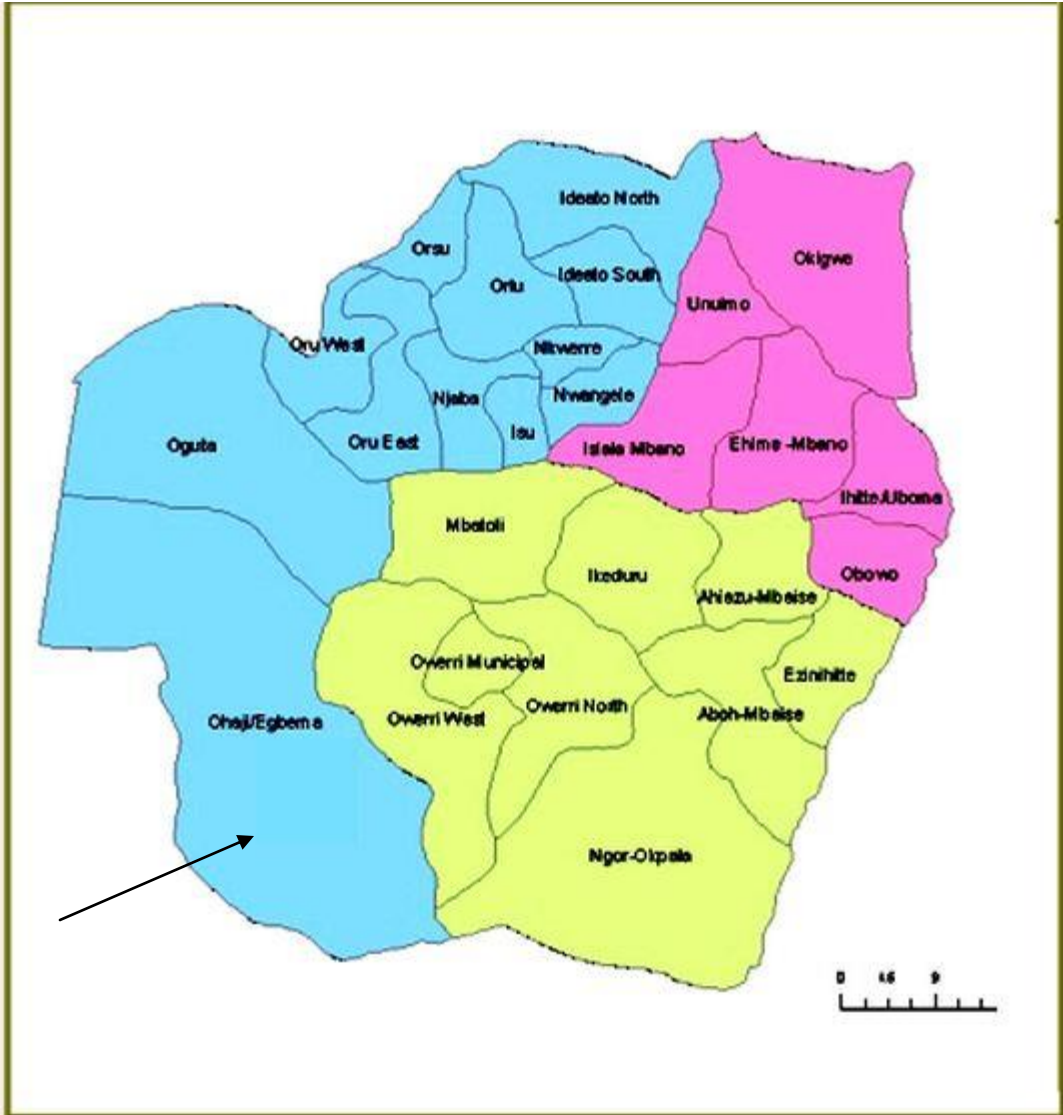 Ideato North
Orsu
Okigwe
Ideato South
Orlu
Unuimo
Oru West
Nkwerre
Nwangele
Njaba
Isu
Oru East
Oguta
Isiala Mbano
Ehime -Mbano
Ihitte/Uboma
Mbatoli
Ikeduru
Obowo
Ahiazu-Mbaise
Owerri Municipal
Ezinihitte
Owerri North
Aboh-Mbaise
Ohaji/Egbema
Owerri West
Ngor-Okpala
0 4.5 9